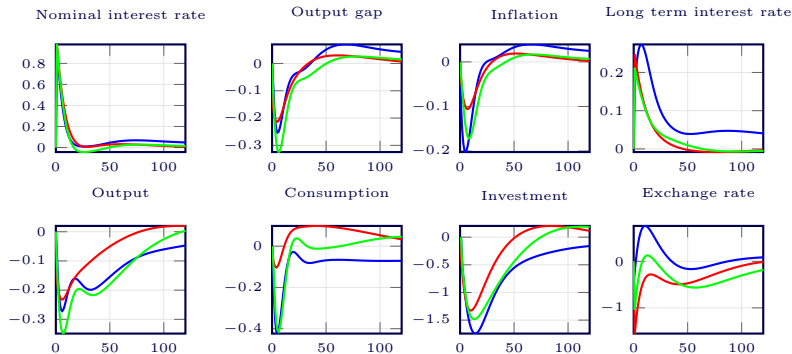 Nominal interest rate
Output gap
Inflation
Long term interest rate
0.8
0.6
0.4
0.2
0
0 50 100
0
−0.1
−0.2
−0.3
0 50 100
0
−0.1
−0.2
0 50 100
0.2
0.1
0
0 50 100
Output
Consumption
Investment
Exchange rate
0
−0.1
−0.2
−0.3
0 50 100
0
−0.2
−0.4
0 50 100
0
−0.5
−1
−1.5
0 50 100
0
−1
0 50 100